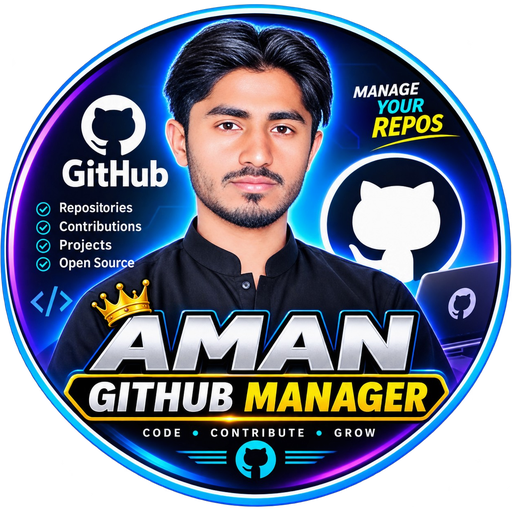 GitHub
Repositories
Contributions
Projects
Open Source
MANAGE
YOUR
REPOS
</>
AMAN
GITHUB MANAGER
CODE • CONTRIBUTE • GROW